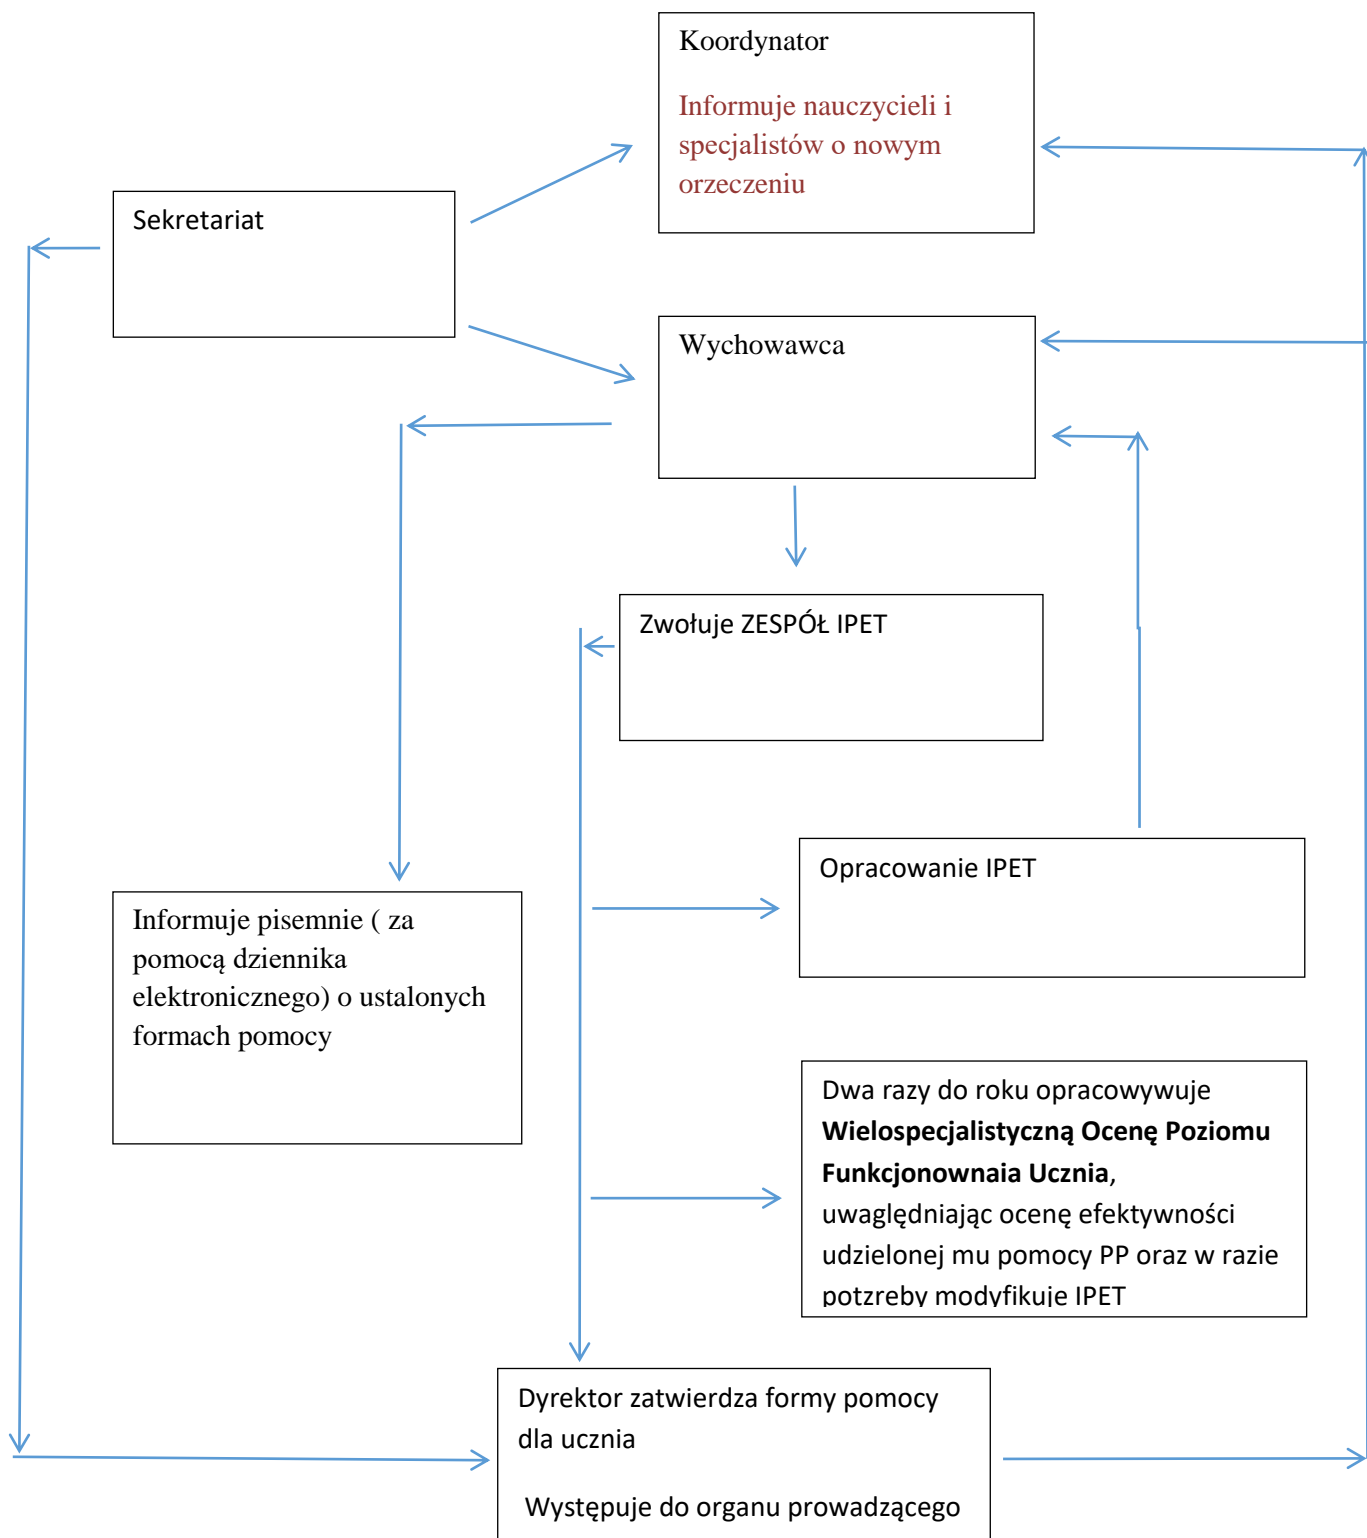 Koordynator
Informuje nauczycieli i
specjalistów o nowym
orzeczeniu
Sekretariat
Wychowawca
Zwołuje ZESPÓŁ IPET
Opracowanie IPET
Informuje pisemnie ( za
pomocą dziennika
elektronicznego) o ustalonych
formach pomocy
Dwa razy do roku opracowywuje
Wielospecjalistyczną Ocenę Poziomu
Funkcjonownaia Ucznia,
uwaględniając ocenę efektywności
udzielonej mu pomocy PP oraz w razie
potzreby modyfikuje IPET
Dyrektor zatwierdza formy pomocy
dla ucznia
Występuje do organu prowadzącego